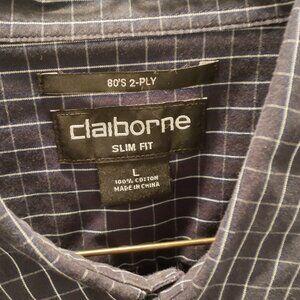 80'S 2-PLY
claiborne
SLIM FIT
L
100% COTTON
MADE IN CHINA